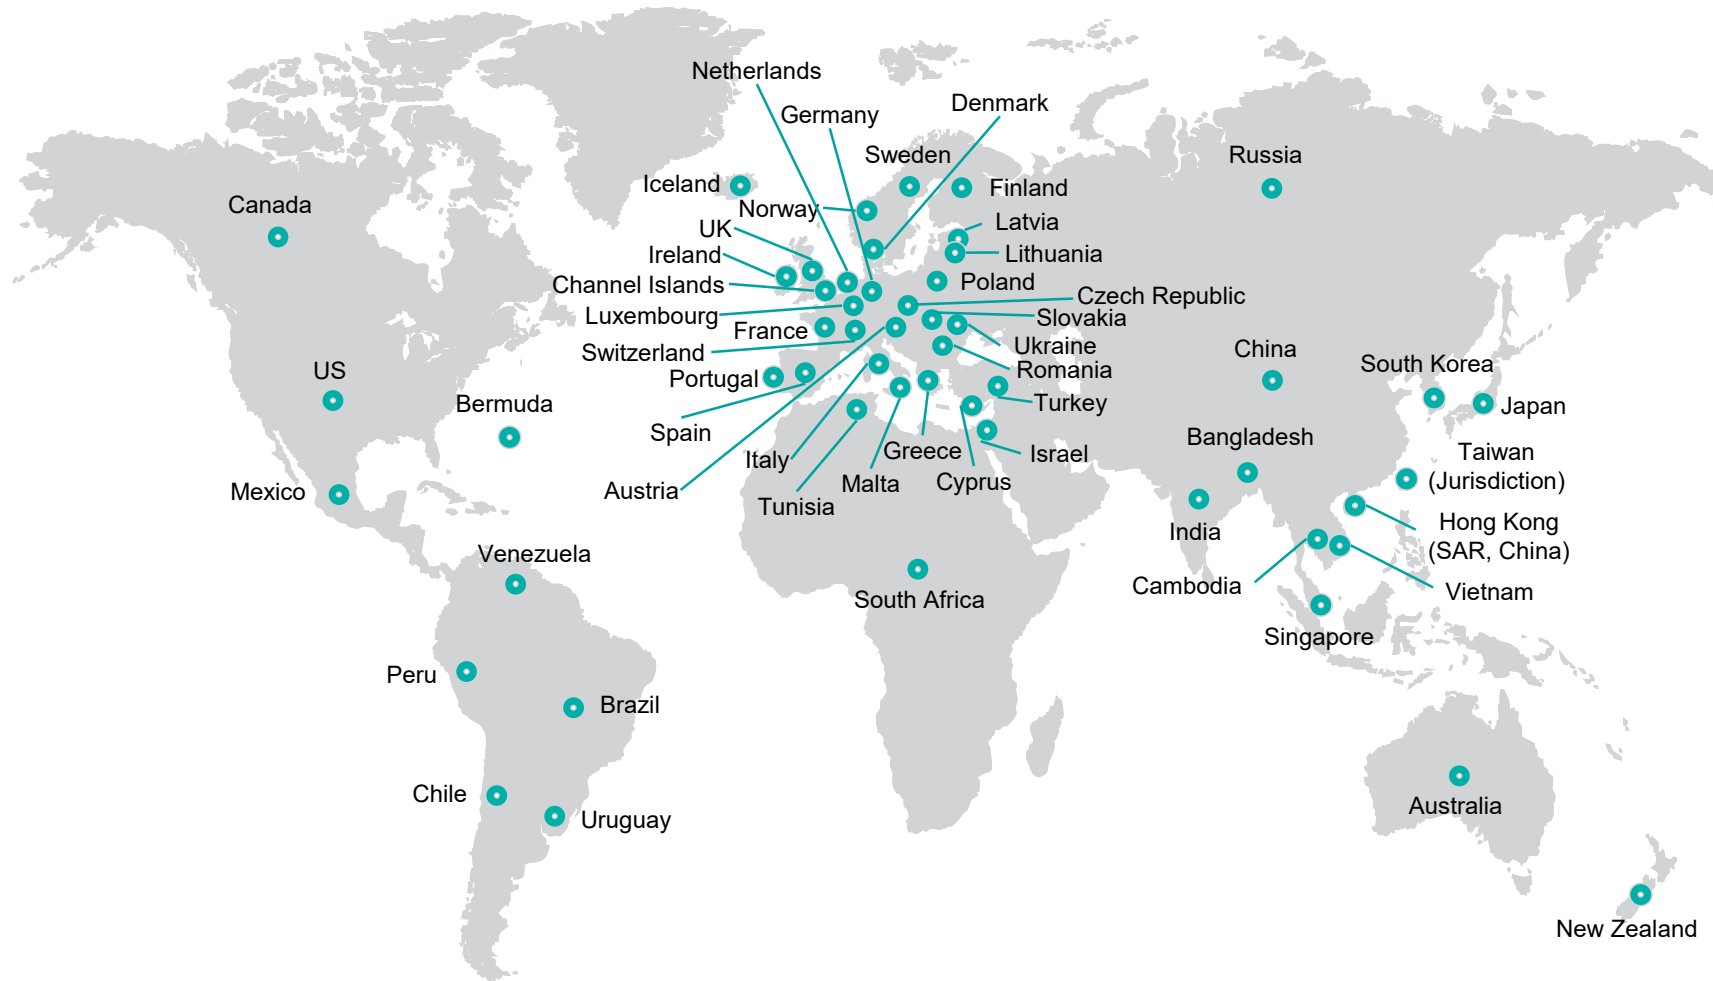 Netherlands
Denmark
Germany
Sweden
Russia
Iceland
Finland
Canada
Norway
Latvia
UK
Ireland
Lithuania
Channel Islands
Poland
Czech Republic
Luxembourg
Slovakia
France
Ukraine
Switzerland
China
South Korea
US
Romania
Portugal
Bermuda
Turkey
Japan
Spain
Bangladesh
Greece
Israel
Taiwan
(Jurisdiction)
Italy
Malta
Cyprus
Austria
Mexico
Tunisia
India
Hong Kong
(SAR, China)
Venezuela
Cambodia
Vietnam
South Africa
Singapore
Peru
Brazil
Chile
Uruguay
Australia
New Zealand